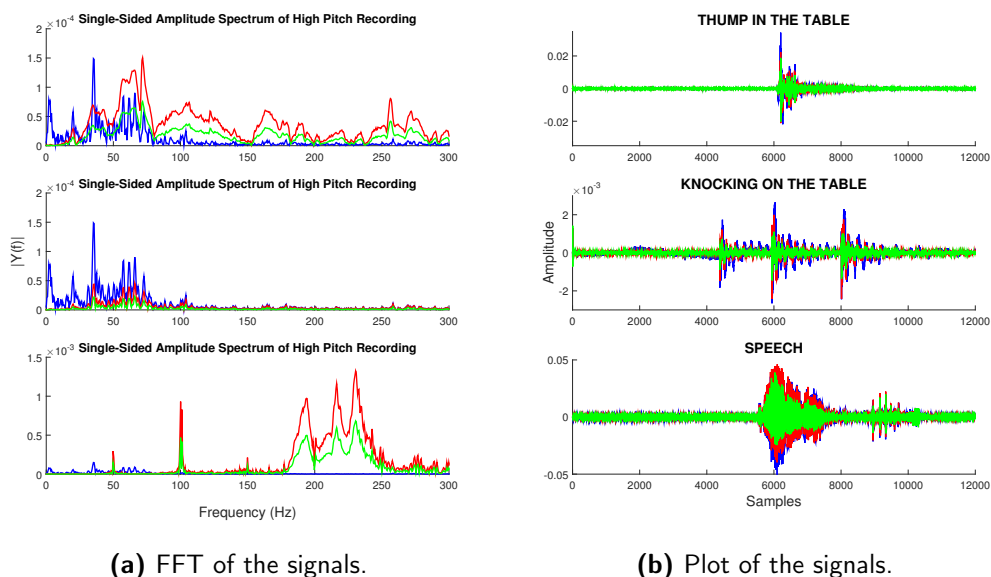 Single-Sided Amplitude Spectrum of High Pitch Recording
×10⁻⁴
2
1.5
1
0.5
0
0 50 100 150 200 250 300
Single-Sided Amplitude Spectrum of High Pitch Recording
×10⁻⁴
|Y(f)|
2
1.5
1
0.5
0
0 50 100 150 200 250 300
Single-Sided Amplitude Spectrum of High Pitch Recording
×10⁻³
1.5
1
0.5
0
0 50 100 150 200 250 300
Frequency (Hz)
(a) FFT of the signals.
THUMP IN THE TABLE
0.02
0
-0.02
0 2000 4000 6000 8000 10000 12000
KNOCKING ON THE TABLE
×10⁻³
Amplitude
2
0
-2
0 2000 4000 6000 8000 10000 12000
SPEECH
0.05
0
-0.05
0 2000 4000 6000 8000 10000 12000
Samples
(b) Plot of the signals.